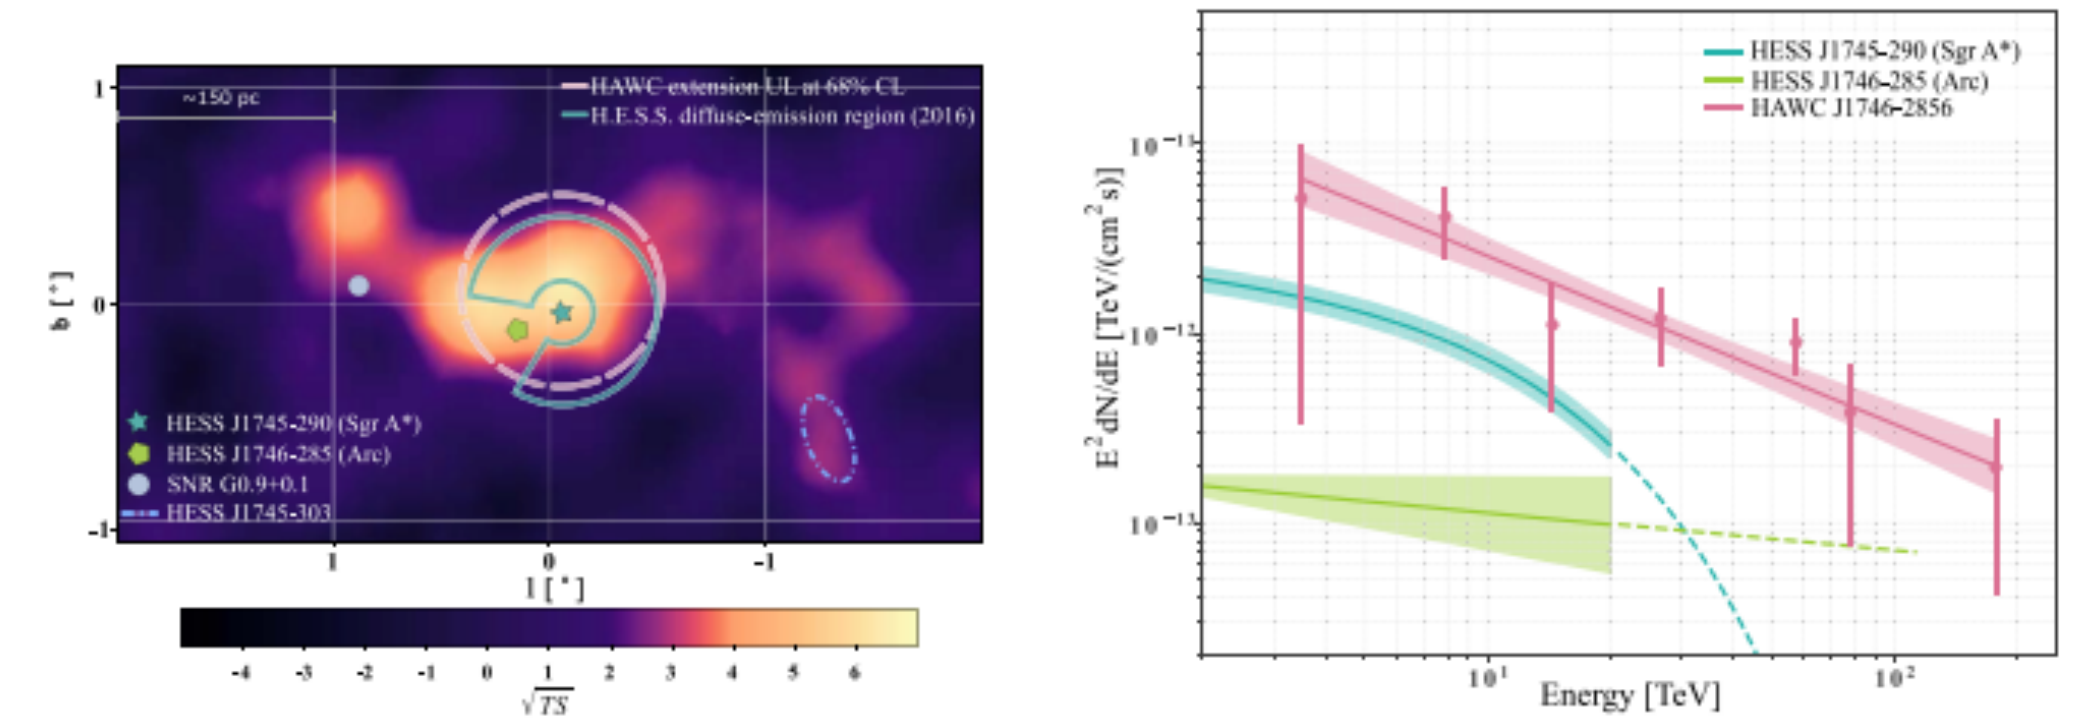 ~150 pc
HAWC extension UL at 68% CL
H.E.S.S. diffuse-emission region (2016)
1
0
-1
b [°]
HESS J1745-290 (Sgr A*)
HESS J1746-285 (Arc)
SNR G0.9+0.1
HESS J1745-303
1 0 -1
l [°]
-4 -3 -2 -1 0 1 2 3 4 5 6
√TS
HESS J1745-290 (Sgr A*)
HESS J1746-285 (Arc)
HAWC J1746-2856
10⁻¹¹
10⁻¹²
10⁻¹³
E² dN/dE [TeV/(cm² s)]
10¹ 10²
Energy [TeV]